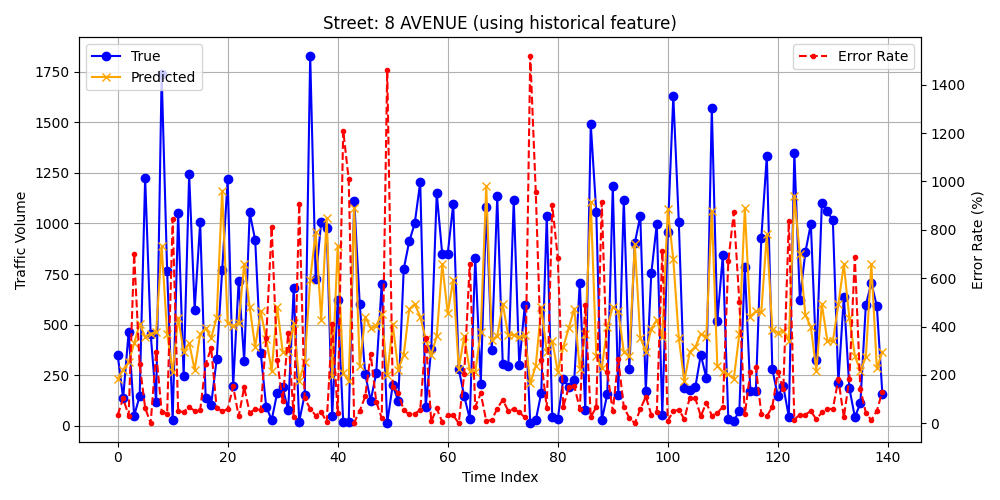 Street: 8 AVENUE (using historical feature)
True
Predicted
Error Rate
Traffic Volume
1750
1500
1250
1000
750
500
250
0
1400
1200
1000
800
600
400
200
0
Error Rate (%)
0 20 40 60 80 100 120 140
Time Index